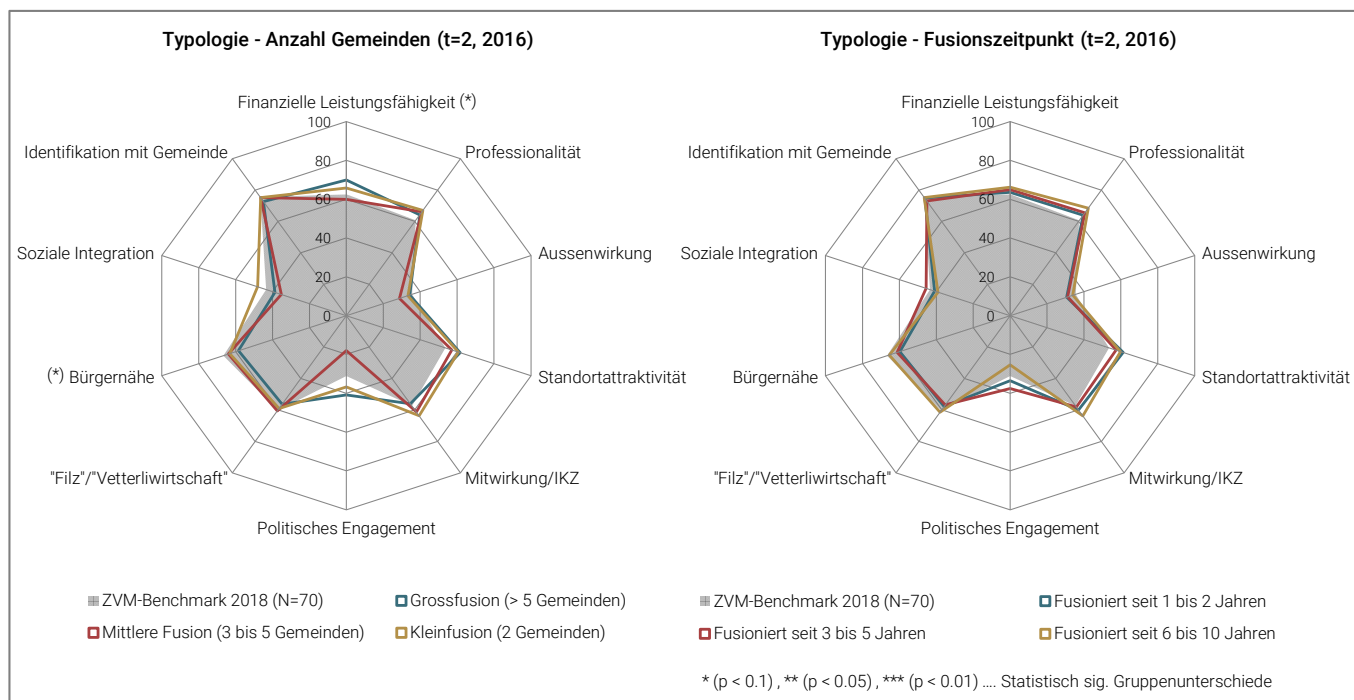 Typologie - Anzahl Gemeinden (t=2, 2016)
Finanzielle Leistungsfähigkeit (*)
100
Identifikation mit Gemeinde
Professionalität
80
60
Soziale Integration
Aussenwirkung
40
20
0
(*) Bürgernähe
Standortattraktivität
"Filz"/"Vetterliwirtschaft"
Mitwirkung/IKZ
Politisches Engagement
ZVM-Benchmark 2018 (N=70)
Grossfusion (> 5 Gemeinden)
Mittlere Fusion (3 bis 5 Gemeinden)
Kleinfusion (2 Gemeinden)
Typologie - Fusionszeitpunkt (t=2, 2016)
Finanzielle Leistungsfähigkeit
100
Identifikation mit Gemeinde
Professionalität
80
60
Soziale Integration
Aussenwirkung
40
20
0
Bürgernähe
Standortattraktivität
"Filz"/"Vetterliwirtschaft"
Mitwirkung/IKZ
Politisches Engagement
ZVM-Benchmark 2018 (N=70)
Fusioniert seit 1 bis 2 Jahren
Fusioniert seit 3 bis 5 Jahren
Fusioniert seit 6 bis 10 Jahren
* (p < 0.1) , ** (p < 0.05) , *** (p < 0.01) .... Statistisch sig. Gruppenunterschiede